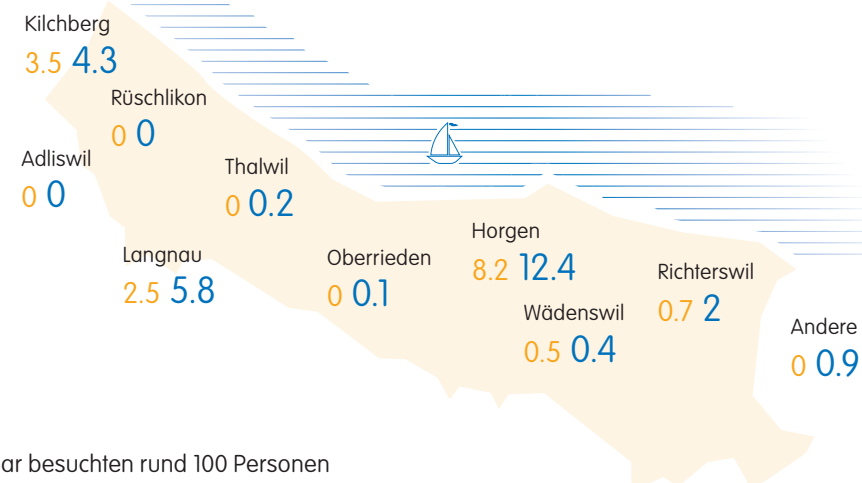 Kilchberg
3.5 4.3
Rüschlikon
0 0
Adliswil
0 0
Thalwil
0 0.2
Langnau
2.5 5.8
Oberrieden
0 0.1
Horgen
8.2 12.4
Wädenswil
0.5 0.4
Richterswil
0.7 2
Andere
0 0.9
ar besuchten rund 100 Personen